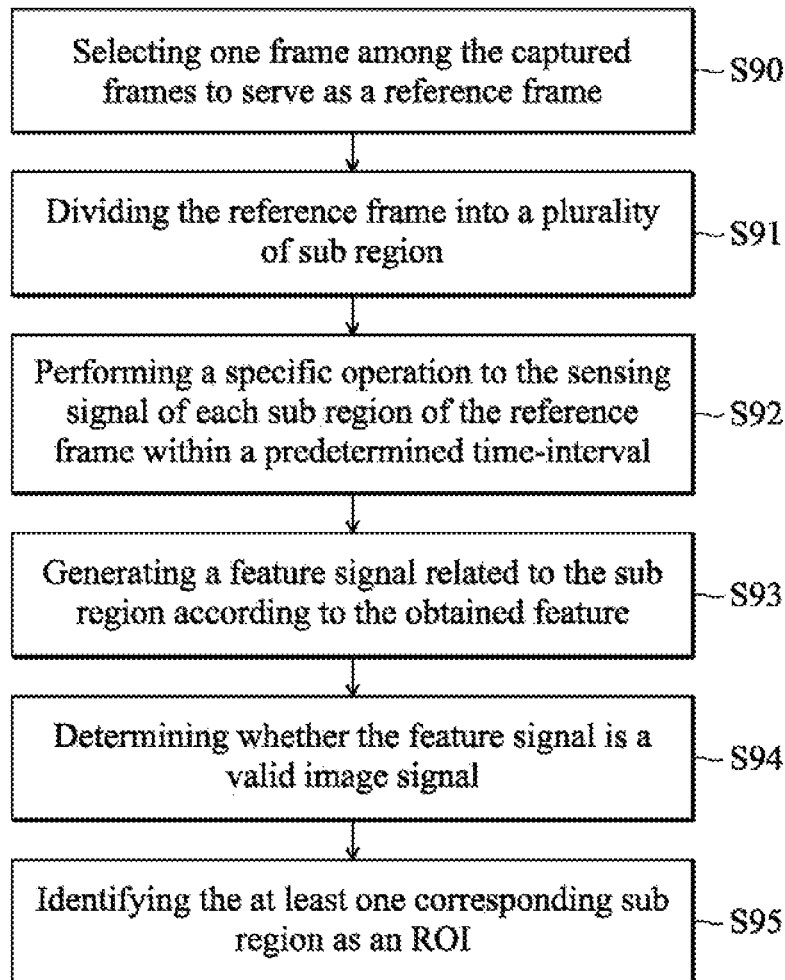 Selecting one frame among the captured
frames to serve as a reference frame
S90
Dividing the reference frame into a plurality
of sub region
S91
Performing a specific operation to the sensing
signal of each sub region of the reference
frame within a predetermined time-interval
S92
Generating a feature signal related to the sub
region according to the obtained feature
S93
Determining whether the feature signal is a
valid image signal
S94
Identifying the at least one corresponding sub
region as an ROI
S95